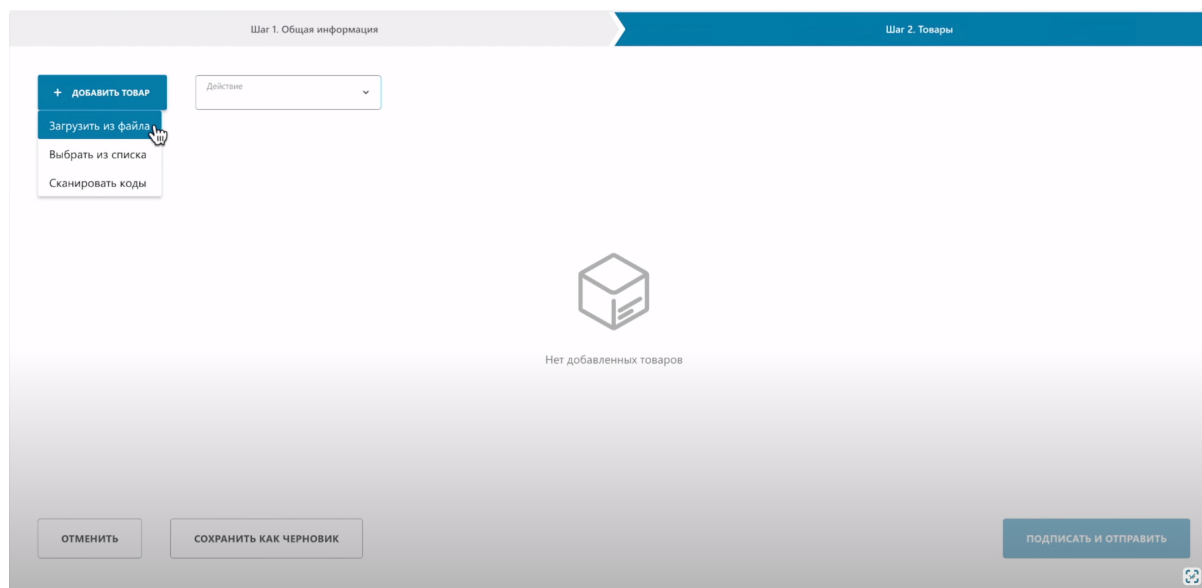 Шаг 1. Общая информация
Шаг 2. Товары
+ ДОБАВИТЬ ТОВАР
Действие
Загрузить из файла
Выбрать из списка
Сканировать коды
Нет добавленных товаров
ОТМЕНИТЬ
СОХРАНИТЬ КАК ЧЕРНОВИК
ПОДПИСАТЬ И ОТПРАВИТЬ